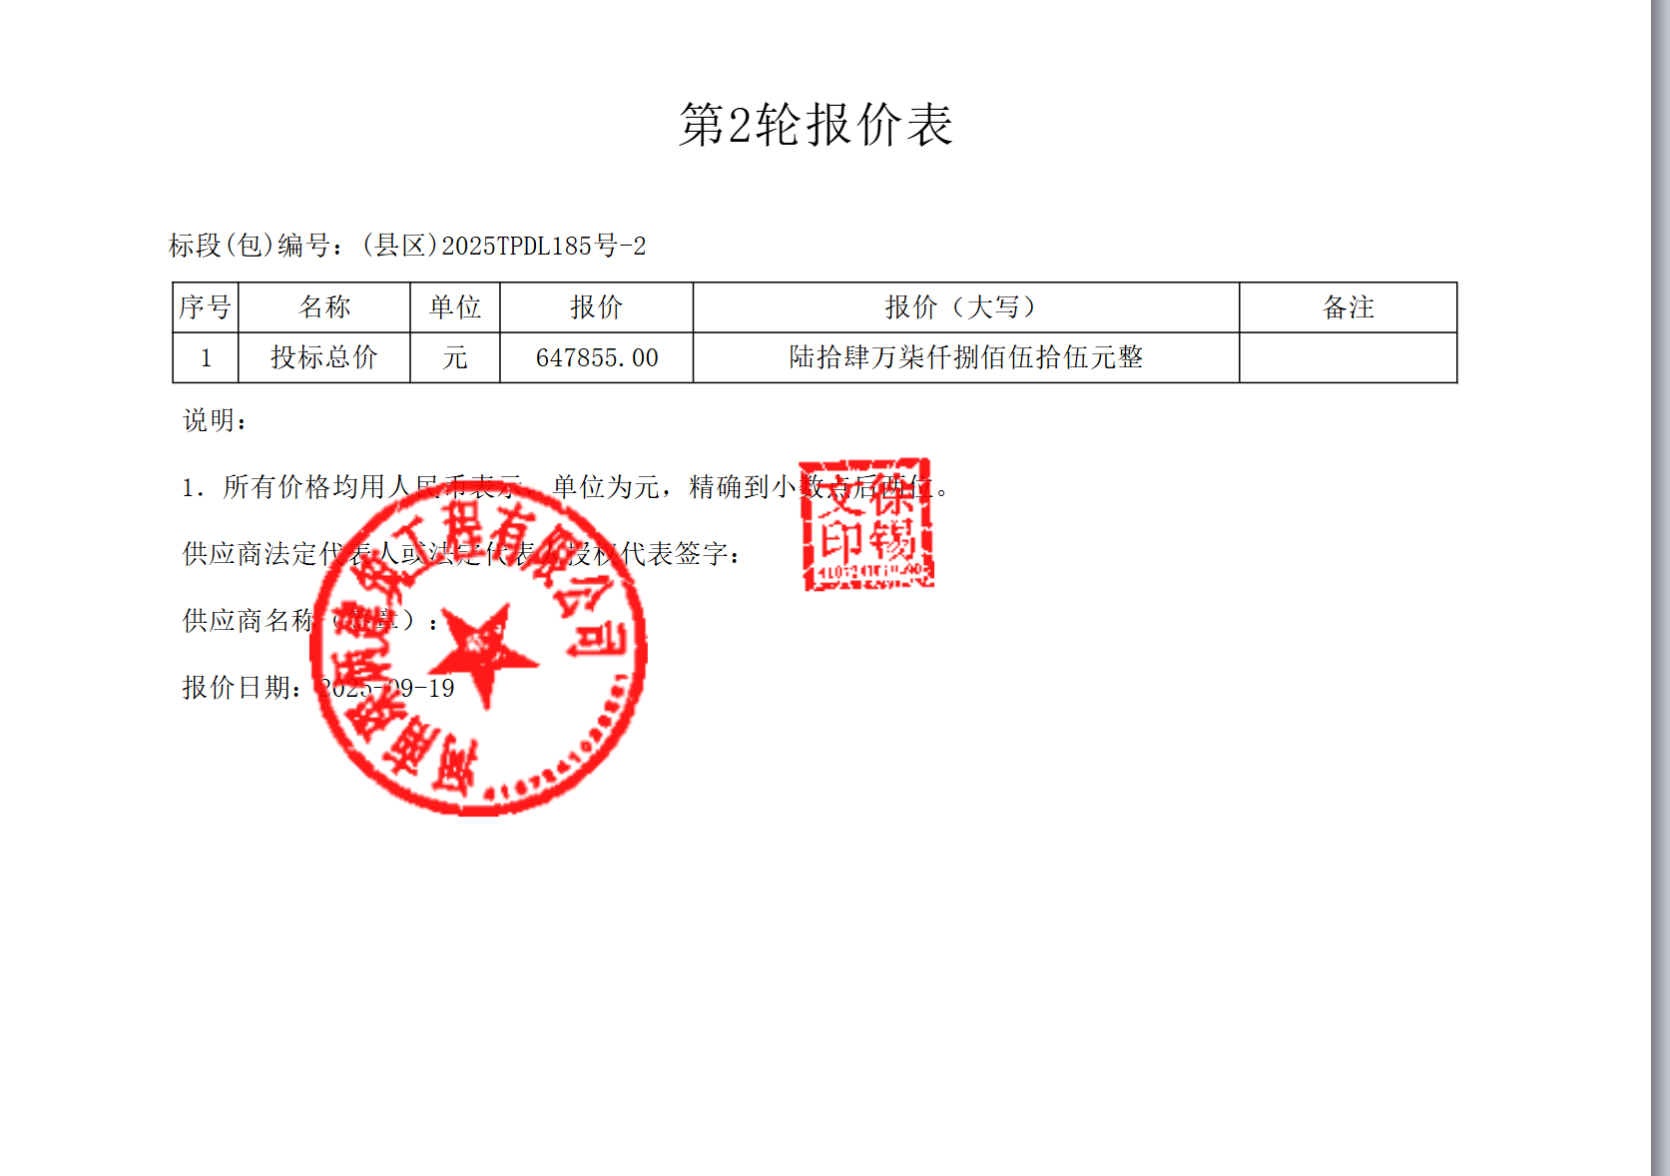 第2轮报价表
标段(包)编号：(县区)2025TPDL185号-2
序号 名称 单位 报价 报价（大写） 备注
1 投标总价 元 647855.00 陆拾肆万柒仟捌佰伍拾伍元整
说明：
1. 所有价格均用人民币表示，单位为元，精确到小数点后两位。
供应商法定代表人或法定代表人授权代表签字：
徐锡文印
供应商名称（盖章）：
建筑工程有限公司
报价日期：2025-09-19